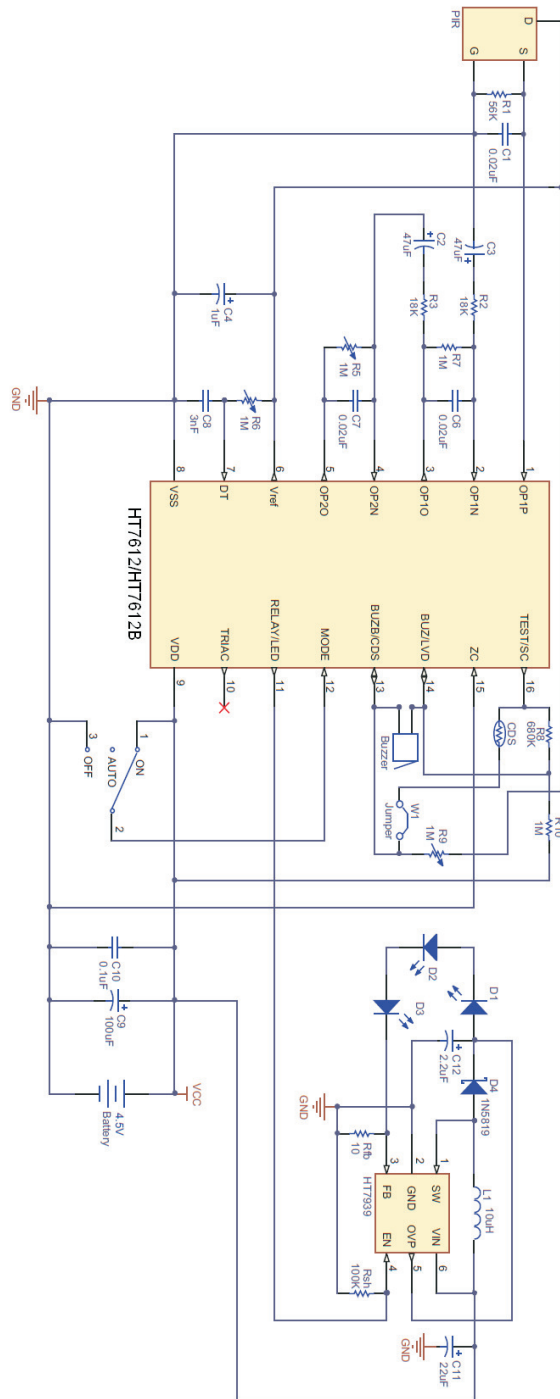 PIR
D
S
G
R1
56K
C1
0.02uF
C2
47uF
C3
47uF
R3
18K
R2
18K
C4
1uF
R5
1M
R7
1M
C8
3nF
R6
1M
C7
0.02uF
C6
0.02uF
GND
8
7
6
5
4
3
2
1
VSS
DT
Vref
OP2O
OP2N
OP1O
OP1N
OP1P
HT7612/HT7612B
VDD
TRIAC
RELAY/LED
MODE
BUZB/CDS
BUZ/LVD
ZC
TEST/SC
9
10
11
12
13
14
15
16
3
OFF
AUTO
1
ON
2
Buzzer
CDS
R8
680K
W1
Jumper
R9
1M
R10
1M
C10
0.1uF
C9
100uF
4.5V
Battery
VCC
D2
D1
D3
C12
2.2uF
D4
1N5819
GND
Rfb
10
3
2
1
HT7939
FB
GND
SW
EN
OVP
VIN
4
5
6
L1 10uH
Rsh
100K
GND
C11
22uF